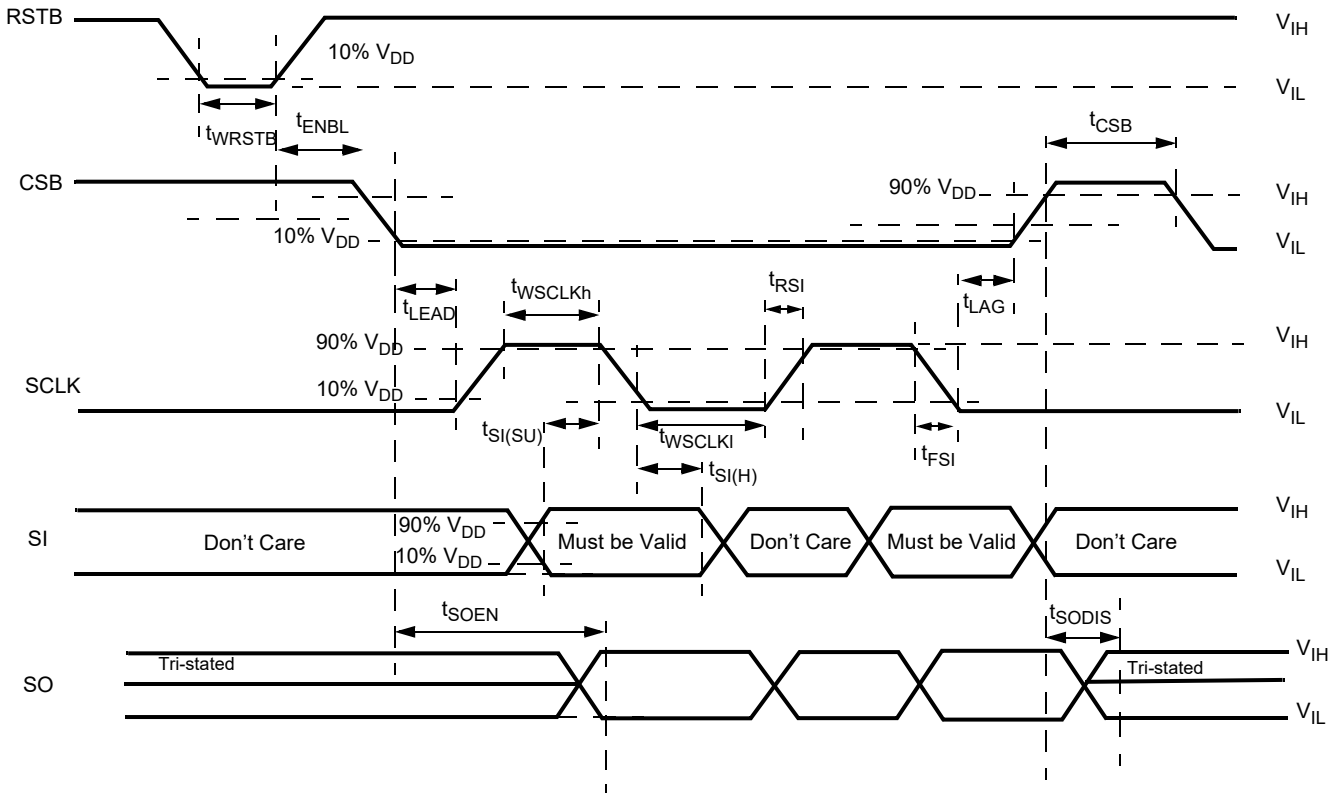 RSTB
V_IH
10% V_DD
V_IL
t_WRSTB
t_ENBL
t_CSB
CSB
90% V_DD
V_IH
10% V_DD
V_IL
t_LEAD
t_WSCLKh
t_RSI
t_LAG
90% V_DD
V_IH
SCLK
10% V_DD
V_IL
t_SI(SU)
t_WSCLKl
t_FSI
t_SI(H)
SI
90% V_DD
V_IH
Don't Care
Must be Valid
Don't Care
Must be Valid
Don't Care
10% V_DD
V_IL
t_SOEN
t_SODIS
SO
Tri-stated
Tri-stated
V_IH
V_IL